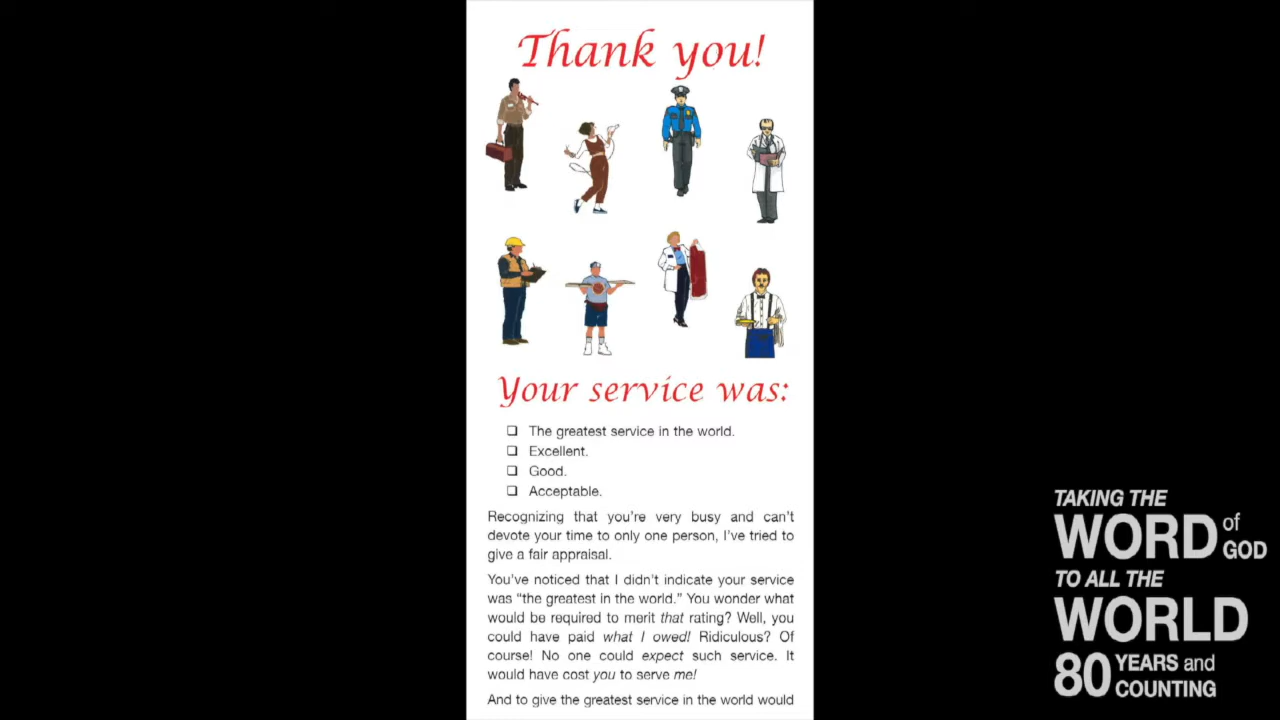 Thank you!
Your service was:
❑ The greatest service in the world.
❑ Excellent.
❑ Good.
❑ Acceptable.
Recognizing that you're very busy and can't
devote your time to only one person, I've tried to
give a fair appraisal.
You've noticed that I didn't indicate your service
was "the greatest in the world." You wonder what
would be required to merit that rating? Well, you
could have paid what I owed! Ridiculous? Of
course! No one could expect such service. It
would have cost you to serve me!
And to give the greatest service in the world would
TAKING THE
WORD of GOD
TO ALL THE
WORLD
80 YEARS and COUNTING